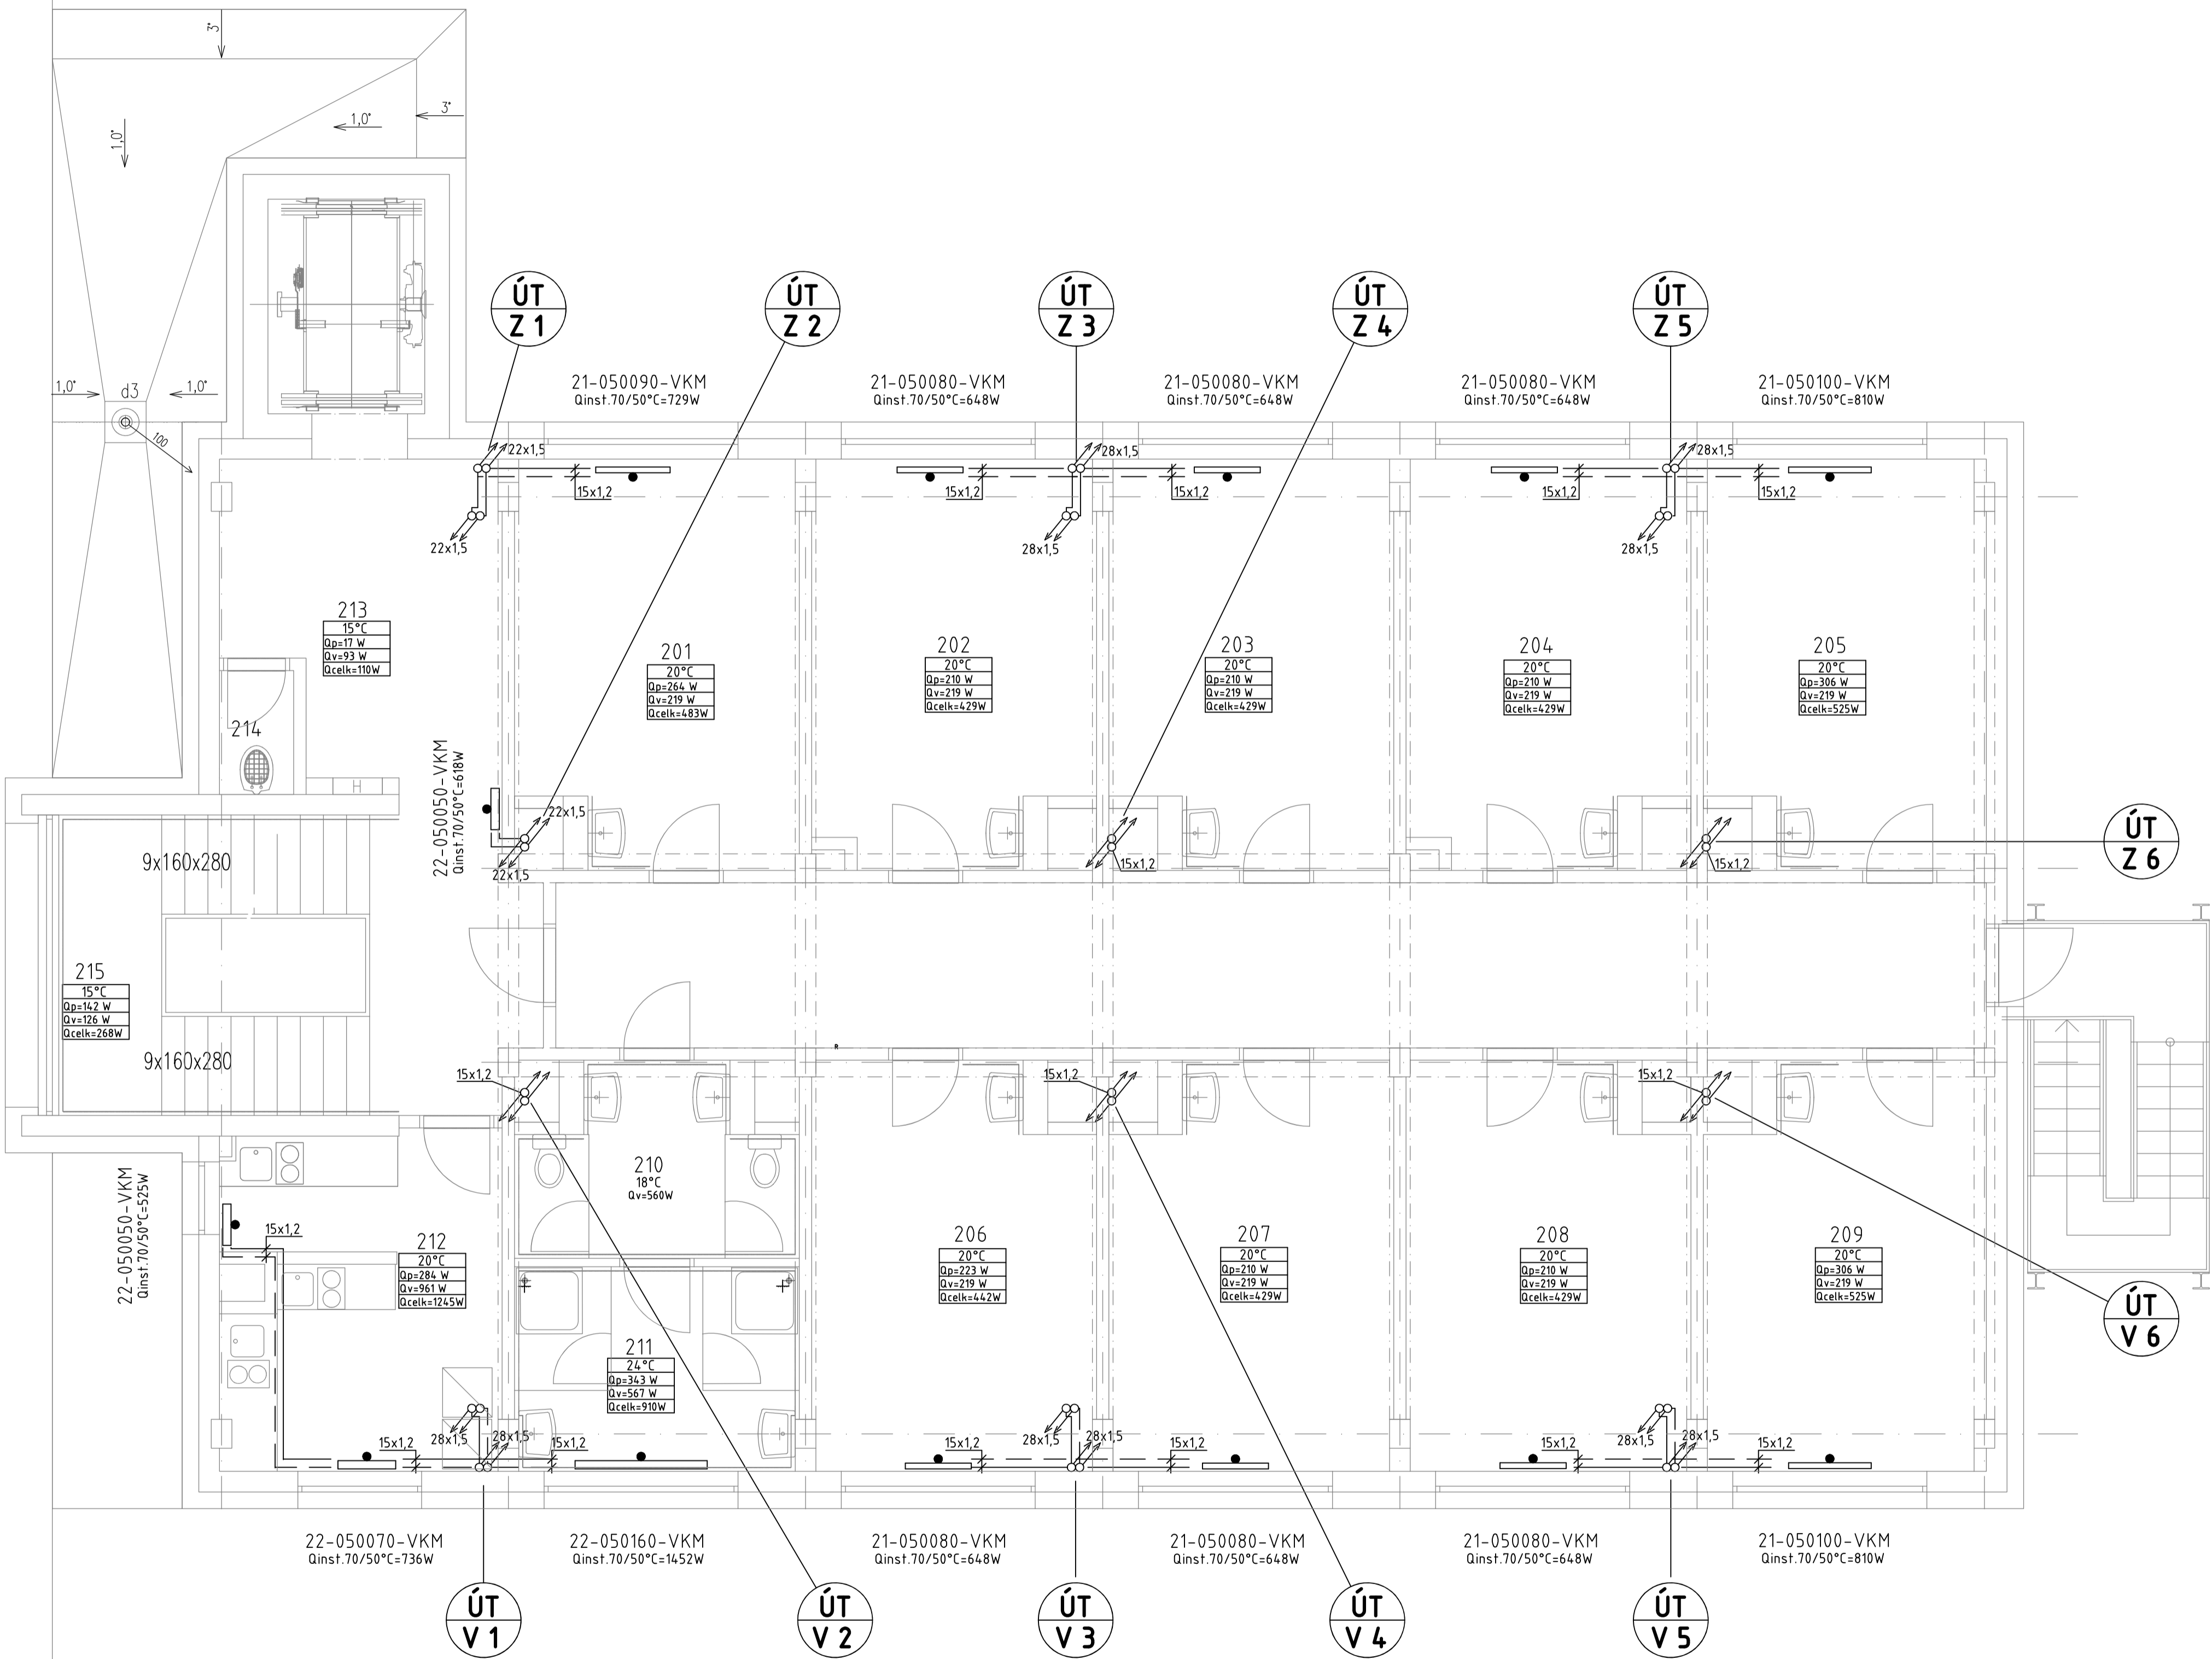 3°
3°
1,0°
1,0°
1,0°
d3
1,0°
100
ÚT
Z 1
ÚT
Z 2
ÚT
Z 3
ÚT
Z 4
ÚT
Z 5
21-050090-VKM
Qinst.70/50°C=729W
21-050080-VKM
Qinst.70/50°C=648W
21-050080-VKM
Qinst.70/50°C=648W
21-050080-VKM
Qinst.70/50°C=648W
21-050100-VKM
Qinst.70/50°C=810W
22x1,5
28x1,5
28x1,5
15x1,2
15x1,2
15x1,2
15x1,2
15x1,2
22x1,5
28x1,5
28x1,5
213
15°C
Qp=17 W
Qv=93 W
Qcelk=110W
201
20°C
Qp=264 W
Qv=219 W
Qcelk=483W
202
20°C
Qp=210 W
Qv=219 W
Qcelk=429W
203
20°C
Qp=210 W
Qv=219 W
Qcelk=429W
204
20°C
Qp=210 W
Qv=219 W
Qcelk=429W
205
20°C
Qp=306 W
Qv=219 W
Qcelk=525W
214
H
22-050050-VKM
Qinst.70/50°C=618W
22x1,5
22x1,5
15x1,2
15x1,2
ÚT
Z 6
9x160x280
215
15°C
Qp=142 W
Qv=126 W
Qcelk=268W
9x160x280
R
15x1,2
15x1,2
15x1,2
22-050050-VKM
Qinst.70/50°C=525W
15x1,2
210
18°C
Qv=560W
212
20°C
Qp=284 W
Qv=961 W
Qcelk=1245W
206
20°C
Qp=223 W
Qv=219 W
Qcelk=442W
207
20°C
Qp=210 W
Qv=219 W
Qcelk=429W
208
20°C
Qp=210 W
Qv=219 W
Qcelk=429W
209
20°C
Qp=306 W
Qv=219 W
Qcelk=525W
ÚT
V 6
211
24°C
Qp=343 W
Qv=567 W
Qcelk=910W
15x1,2
28x1,5
28x1,5
15x1,2
15x1,2
28x1,5
28x1,5
15x1,2
15x1,2
28x1,5
28x1,5
15x1,2
22-050070-VKM
Qinst.70/50°C=736W
22-050160-VKM
Qinst.70/50°C=1452W
21-050080-VKM
Qinst.70/50°C=648W
21-050080-VKM
Qinst.70/50°C=648W
21-050080-VKM
Qinst.70/50°C=648W
21-050100-VKM
Qinst.70/50°C=810W
ÚT
V 1
ÚT
V 2
ÚT
V 3
ÚT
V 4
ÚT
V 5